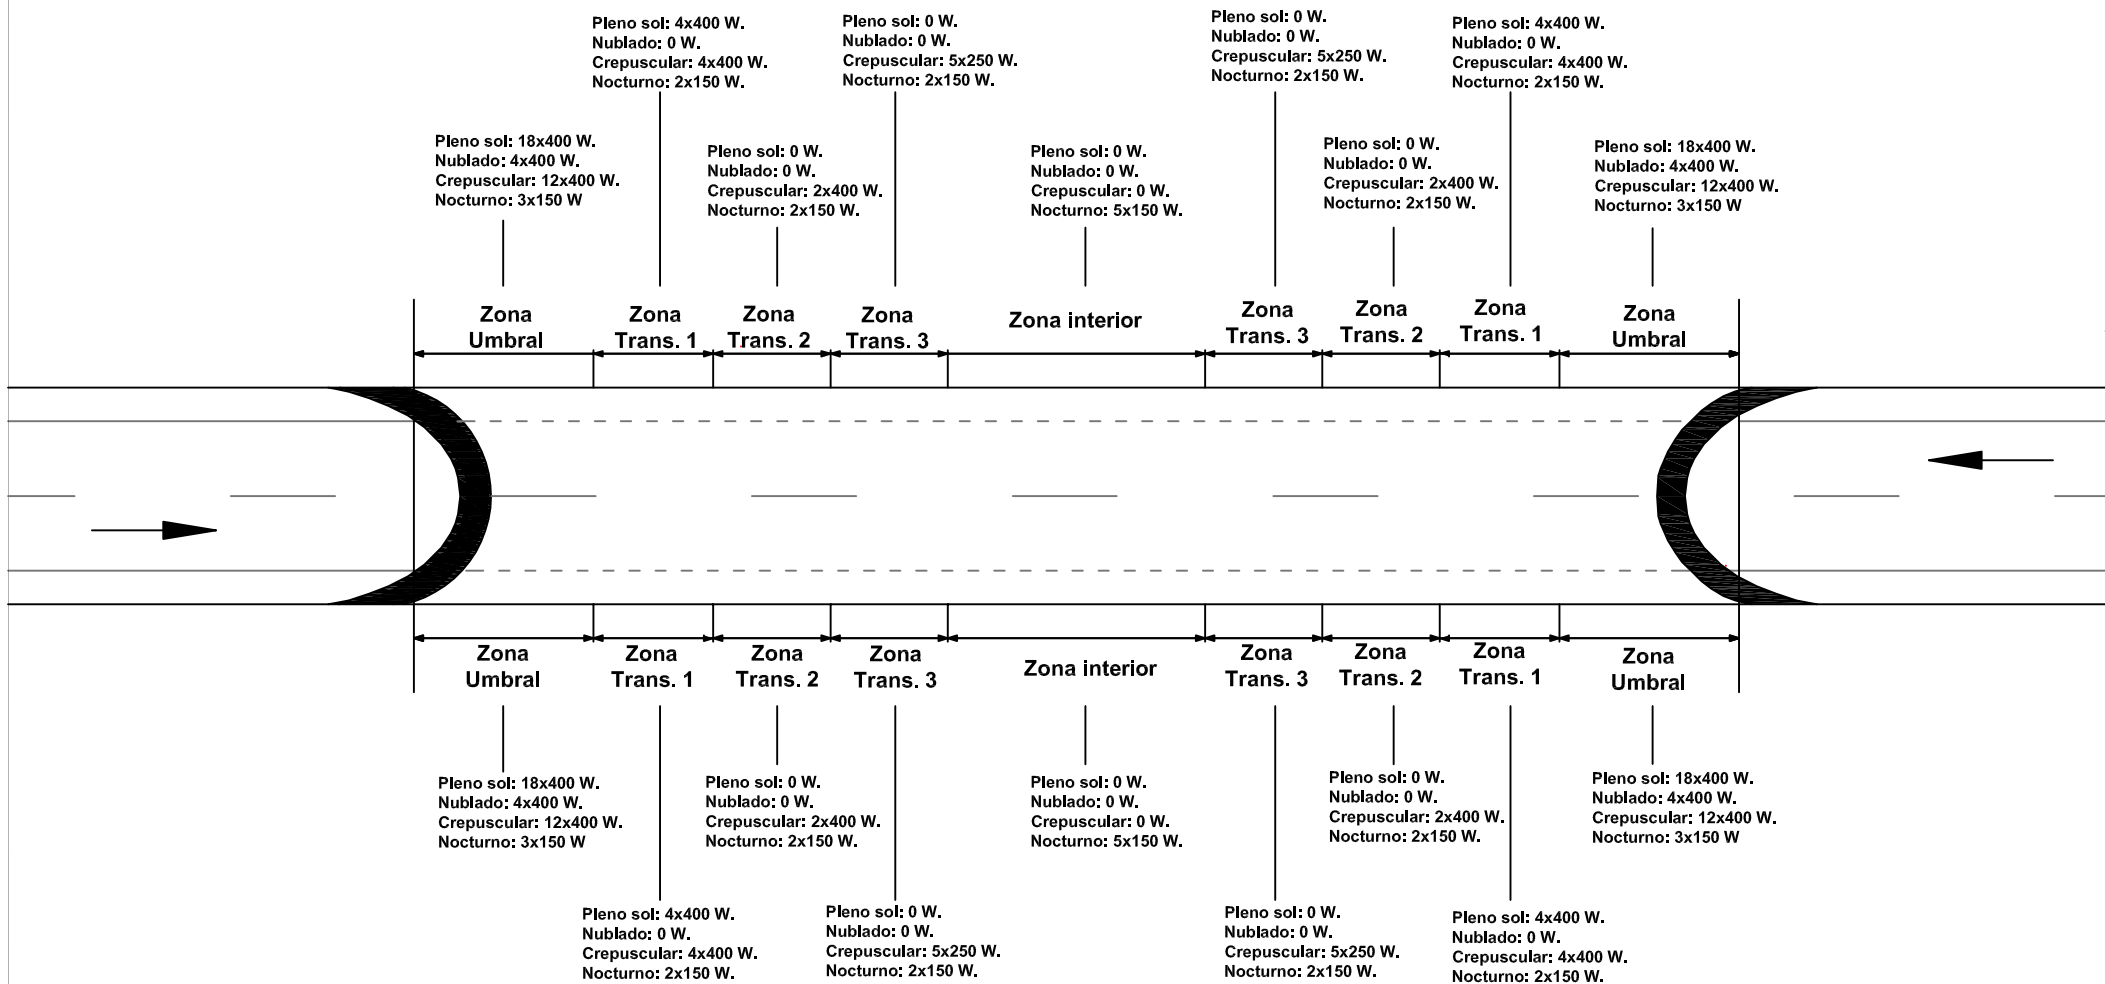 Pleno sol: 4x400 W.
Nublado: 0 W.
Crepuscular: 4x400 W.
Nocturno: 2x150 W.
Pleno sol: 0 W.
Nublado: 0 W.
Crepuscular: 5x250 W.
Nocturno: 2x150 W.
Pleno sol: 0 W.
Nublado: 0 W.
Crepuscular: 5x250 W.
Nocturno: 2x150 W.
Pleno sol: 4x400 W.
Nublado: 0 W.
Crepuscular: 4x400 W.
Nocturno: 2x150 W.
Pleno sol: 18x400 W.
Nublado: 4x400 W.
Crepuscular: 12x400 W.
Nocturno: 3x150 W
Pleno sol: 0 W.
Nublado: 0 W.
Crepuscular: 2x400 W.
Nocturno: 2x150 W.
Pleno sol: 0 W.
Nublado: 0 W.
Crepuscular: 0 W.
Nocturno: 5x150 W.
Pleno sol: 0 W.
Nublado: 0 W.
Crepuscular: 2x400 W.
Nocturno: 2x150 W.
Pleno sol: 18x400 W.
Nublado: 4x400 W.
Crepuscular: 12x400 W.
Nocturno: 3x150 W
Zona
Umbral
Zona
Trans. 1
Zona
Trans. 2
Zona
Trans. 3
Zona interior
Zona
Trans. 3
Zona
Trans. 2
Zona
Trans. 1
Zona
Umbral
Zona
Umbral
Zona
Trans. 1
Zona
Trans. 2
Zona
Trans. 3
Zona interior
Zona
Trans. 3
Zona
Trans. 2
Zona
Trans. 1
Zona
Umbral
Pleno sol: 18x400 W.
Nublado: 4x400 W.
Crepuscular: 12x400 W.
Nocturno: 3x150 W
Pleno sol: 0 W.
Nublado: 0 W.
Crepuscular: 2x400 W.
Nocturno: 2x150 W.
Pleno sol: 0 W.
Nublado: 0 W.
Crepuscular: 0 W.
Nocturno: 5x150 W.
Pleno sol: 0 W.
Nublado: 0 W.
Crepuscular: 2x400 W.
Nocturno: 2x150 W.
Pleno sol: 18x400 W.
Nublado: 4x400 W.
Crepuscular: 12x400 W.
Nocturno: 3x150 W
Pleno sol: 4x400 W.
Nublado: 0 W.
Crepuscular: 4x400 W.
Nocturno: 2x150 W.
Pleno sol: 0 W.
Nublado: 0 W.
Crepuscular: 5x250 W.
Nocturno: 2x150 W.
Pleno sol: 0 W.
Nublado: 0 W.
Crepuscular: 5x250 W.
Nocturno: 2x150 W.
Pleno sol: 4x400 W.
Nublado: 0 W.
Crepuscular: 4x400 W.
Nocturno: 2x150 W.